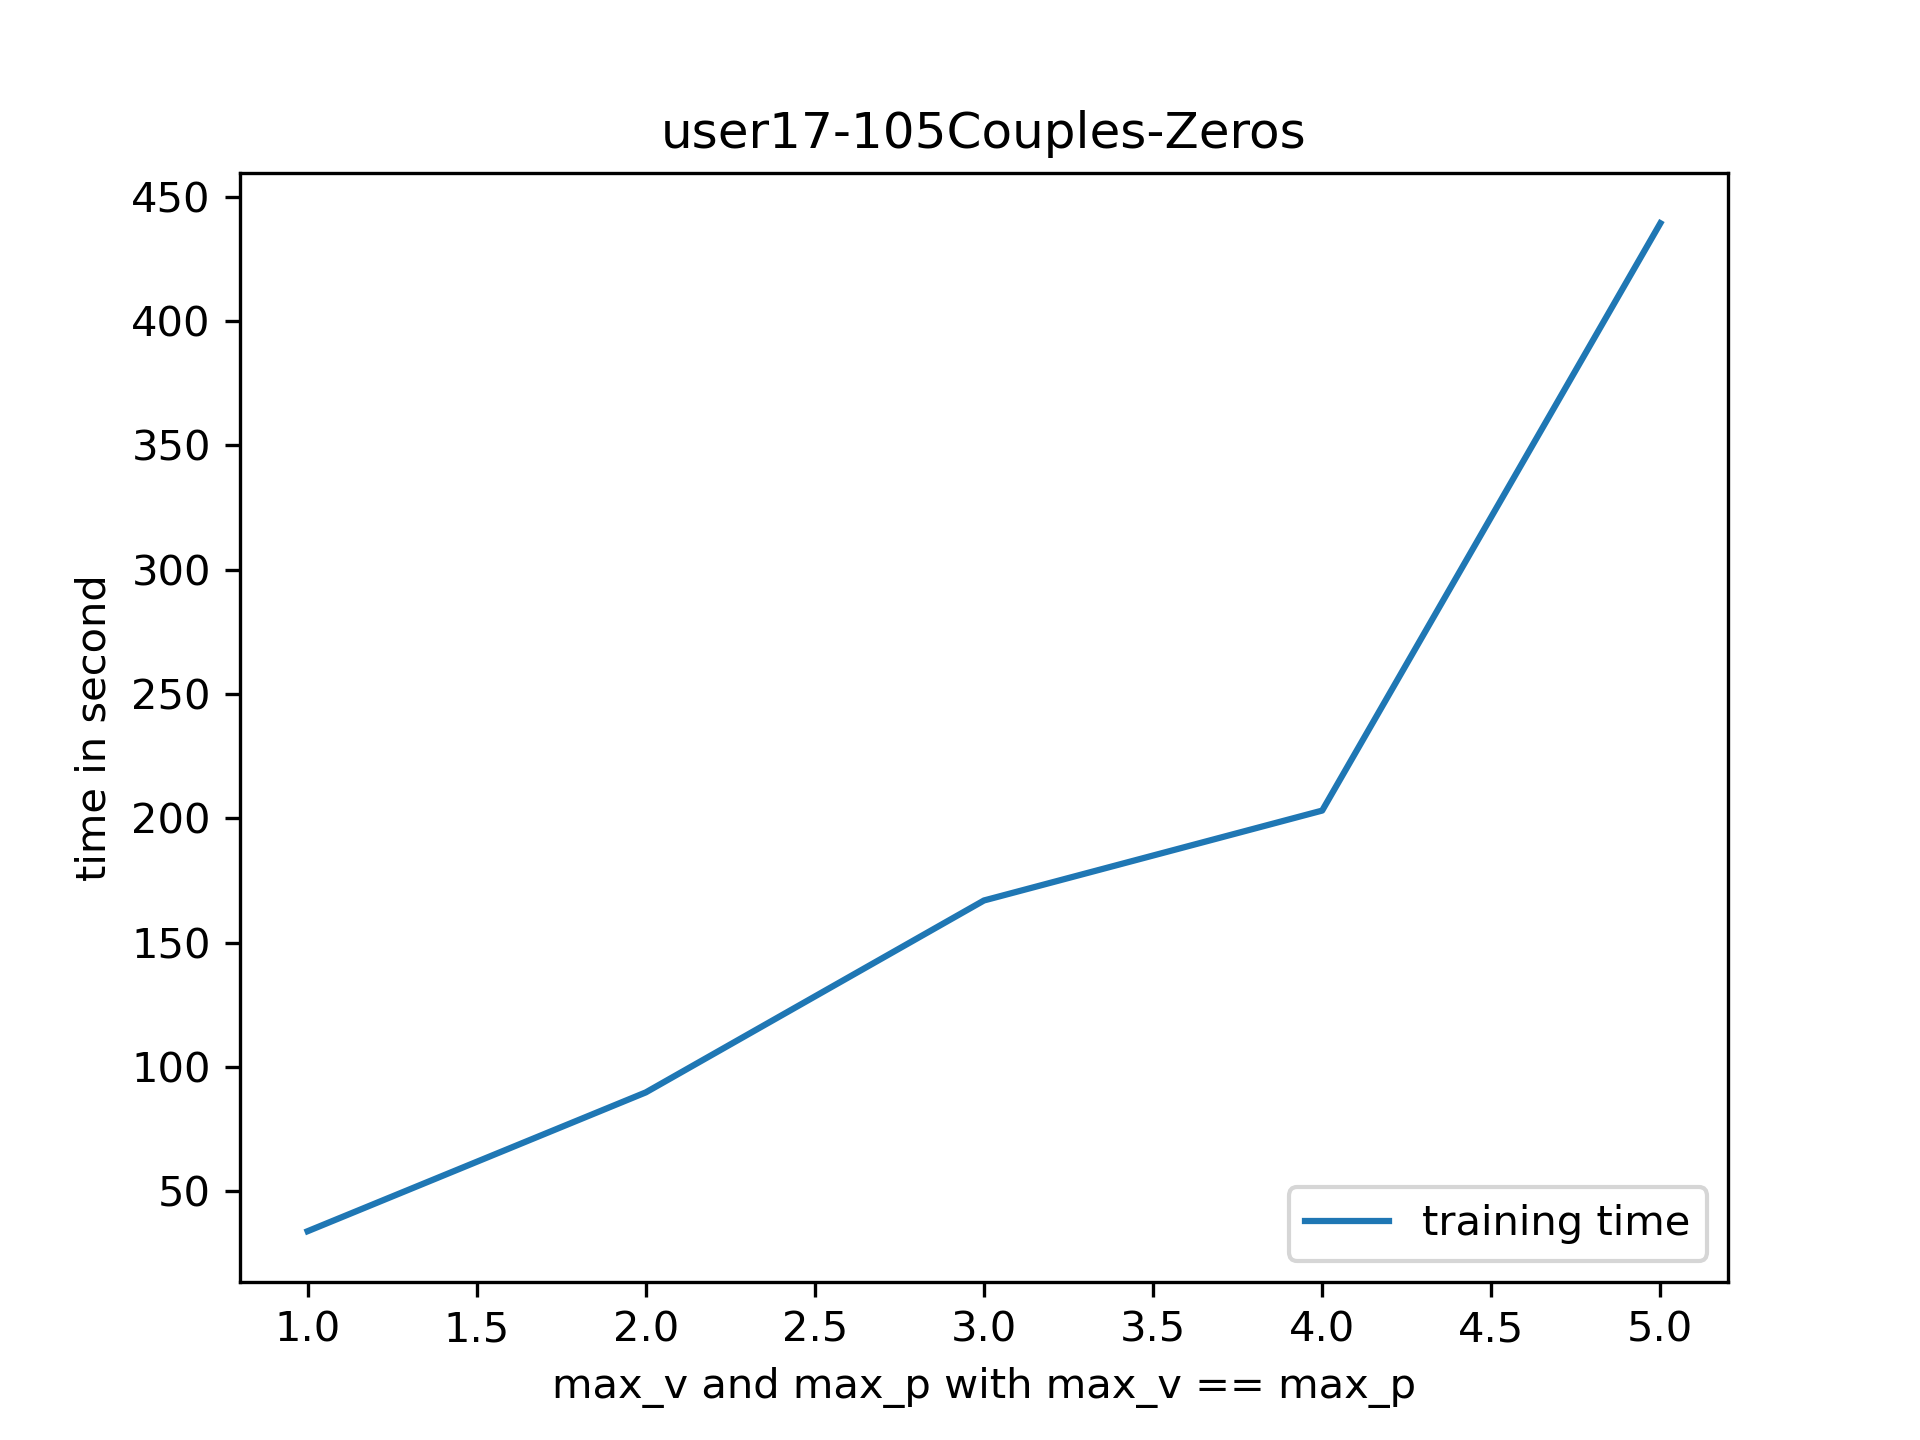 user17-105Couples-Zeros
450
400
350
300
250
200
150
100
50
time in second
training time
1.0 1.5 2.0 2.5 3.0 3.5 4.0 4.5 5.0
max_v and max_p with max_v == max_p